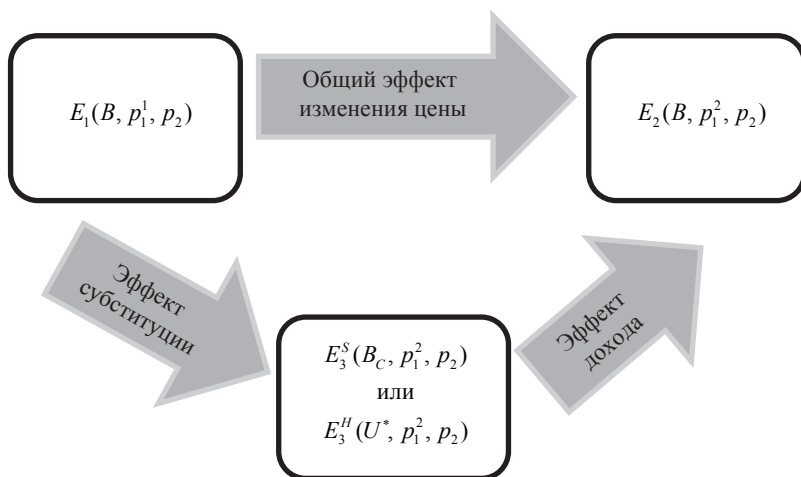 E₁(B, p₁¹, p₂)
Общий эффект
изменения цены
E₂(B, p₁², p₂)
Эффект
субституции
E₃ˢ(B_C, p₁², p₂)
или
E₃ᴴ(U*, p₁², p₂)
Эффект
дохода